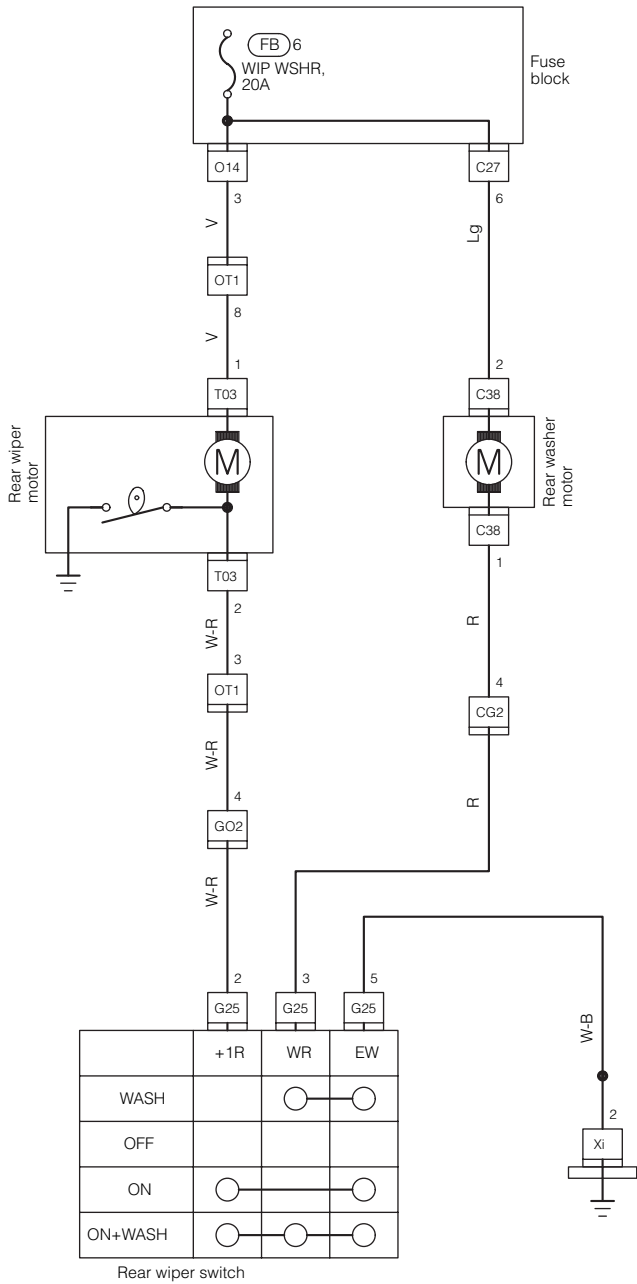 FB 6
WIP WSHR,
20A
Fuse
block
O14
C27
3
6
V
Lg
OT1
8
V
1
2
T03
C38
Rear wiper
motor
M
M
Rear washer
motor
C38
T03
1
2
W-R
R
3
OT1
4
CG2
W-R
R
4
GO2
W-R
2
3
5
G25
G25
G25
W-B
+1R
WR
EW
WASH
2
OFF
Xi
ON
ON+WASH
Rear wiper switch